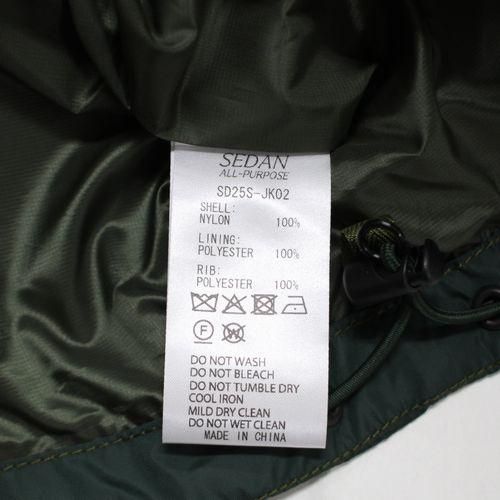 SEDAN
ALL-PURPOSE
SD25S-JK02
SHELL:
NYLON 100%
LINING:
POLYESTER 100%
RIB:
POLYESTER 100%
F W
DO NOT WASH
DO NOT BLEACH
DO NOT TUMBLE DRY
COOL IRON
MILD DRY CLEAN
DO NOT WET CLEAN
MADE IN CHINA